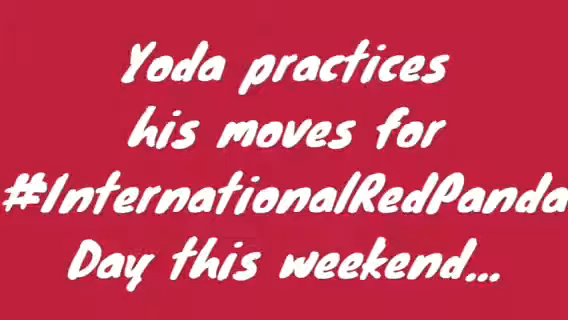 Yoda practices
his moves for
#InternationalRedPanda
Day this weekend...